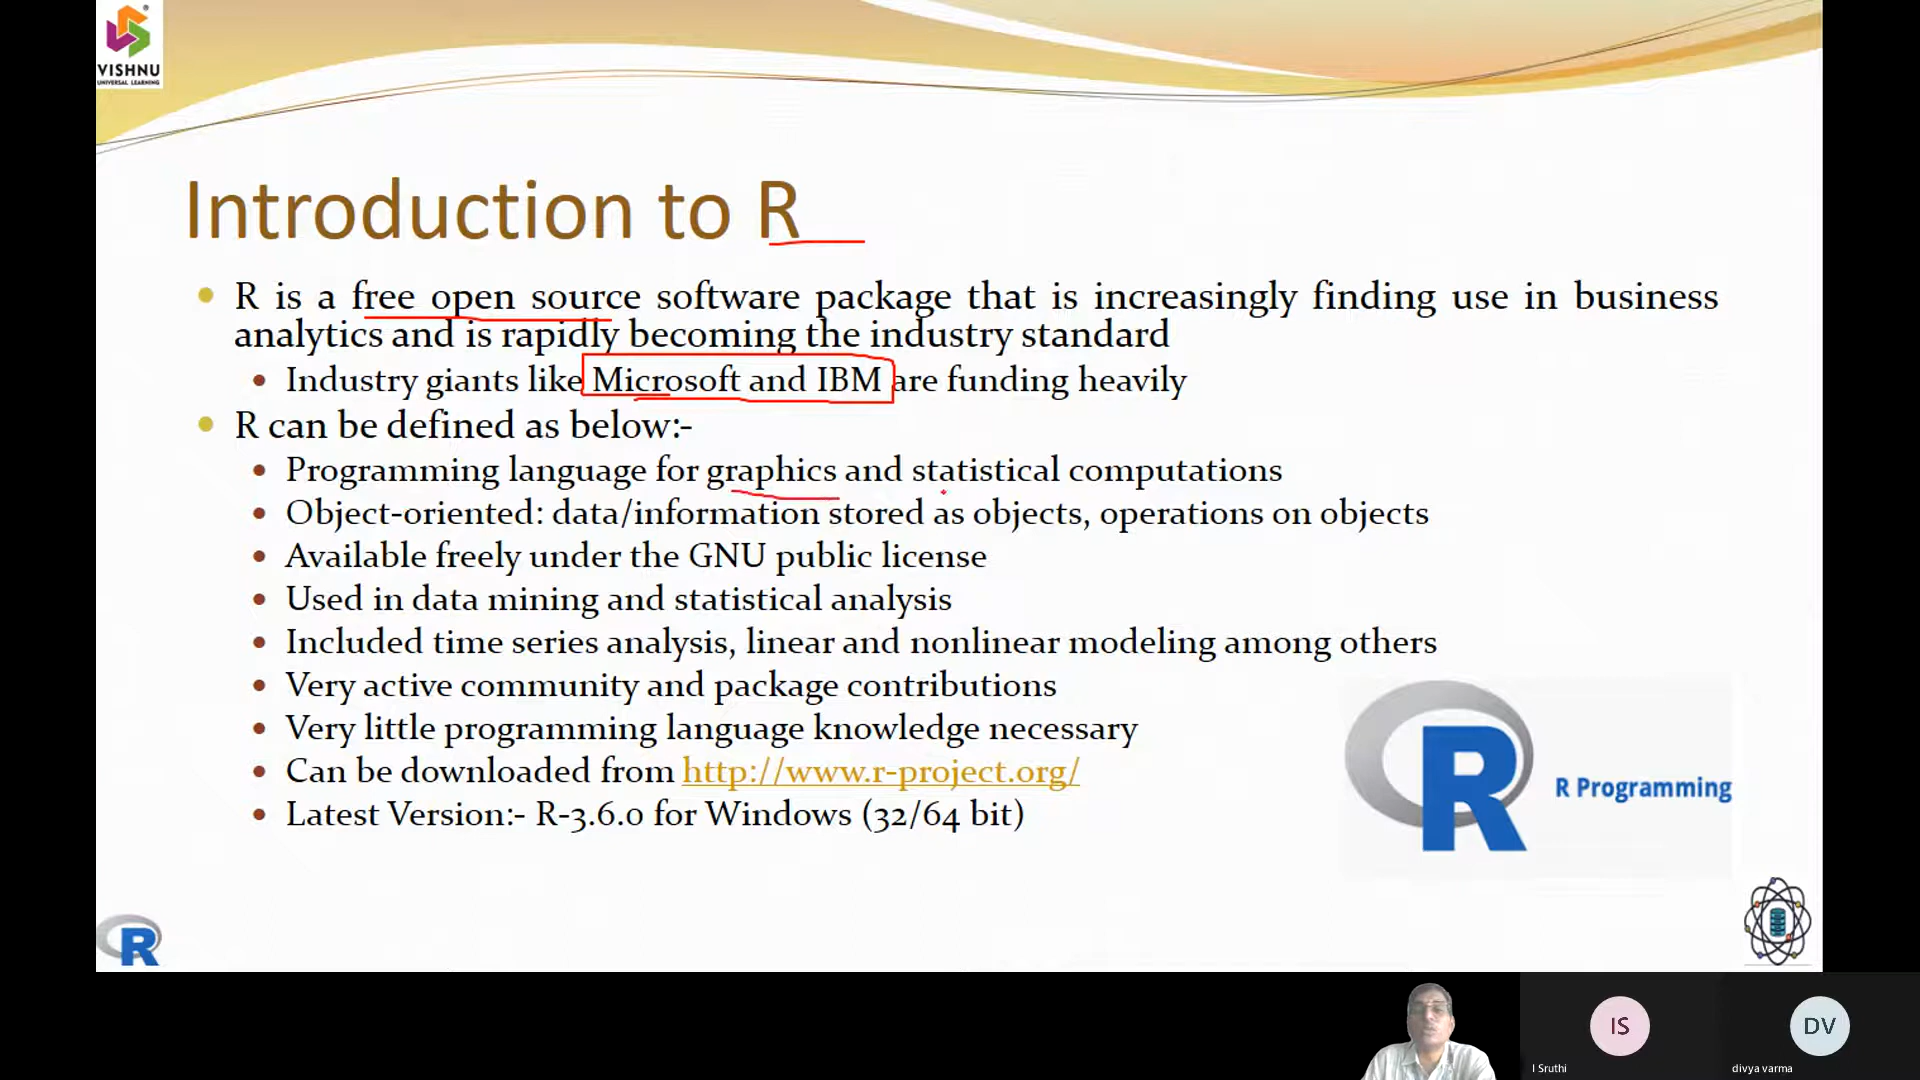 VISHNU
UNIVERSAL LEARNING
Introduction to R
R is a free open source software package that is increasingly finding use in business
analytics and is rapidly becoming the industry standard
Industry giants like Microsoft and IBM are funding heavily
R can be defined as below:-
Programming language for graphics and statistical computations
Object-oriented: data/information stored as objects, operations on objects
Available freely under the GNU public license
Used in data mining and statistical analysis
Included time series analysis, linear and nonlinear modeling among others
Very active community and package contributions
Very little programming language knowledge necessary
Can be downloaded from http://www.r-project.org/
Latest Version:- R-3.6.0 for Windows (32/64 bit)
R
R Programming
R
IS
DV
I Sruthi
divya varma